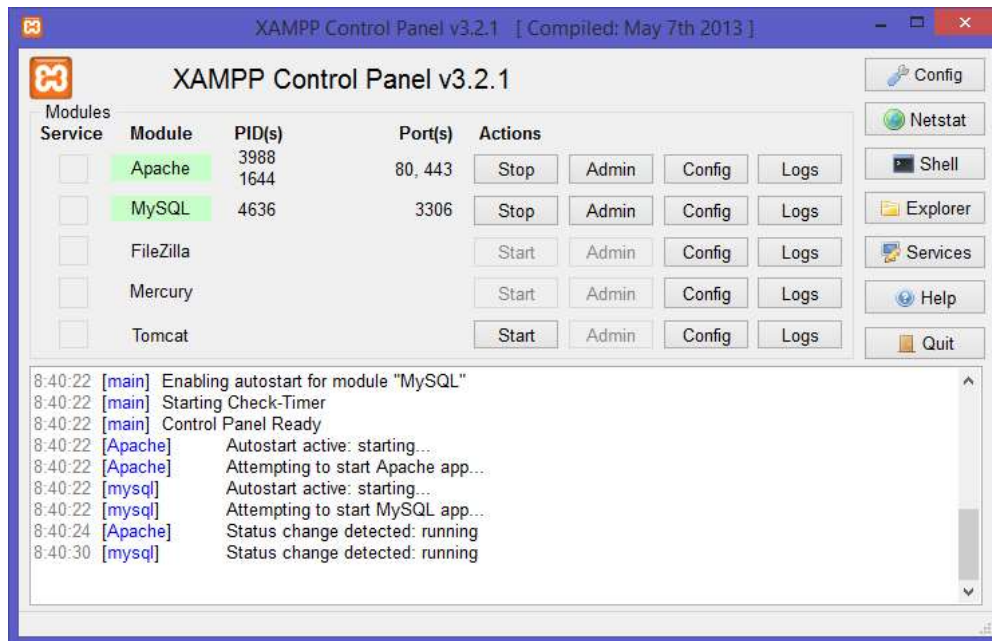 XAMPP Control Panel v3.2.1 [ Compiled: May 7th 2013 ]
XAMPP Control Panel v3.2.1
Config
Netstat
Shell
Explorer
Services
Help
Quit
Modules
Service Module PID(s) Port(s) Actions
Apache 3988 1644 80, 443 Stop Admin Config Logs
MySQL 4636 3306 Stop Admin Config Logs
FileZilla Start Admin Config Logs
Mercury Start Admin Config Logs
Tomcat Start Admin Config Logs
8:40:22 [main] Enabling autostart for module "MySQL"
8:40:22 [main] Starting Check-Timer
8:40:22 [main] Control Panel Ready
8:40:22 [Apache] Autostart active: starting...
8:40:22 [Apache] Attempting to start Apache app...
8:40:22 [mysql] Autostart active: starting...
8:40:22 [mysql] Attempting to start MySQL app...
8:40:24 [Apache] Status change detected: running
8:40:30 [mysql] Status change detected: running